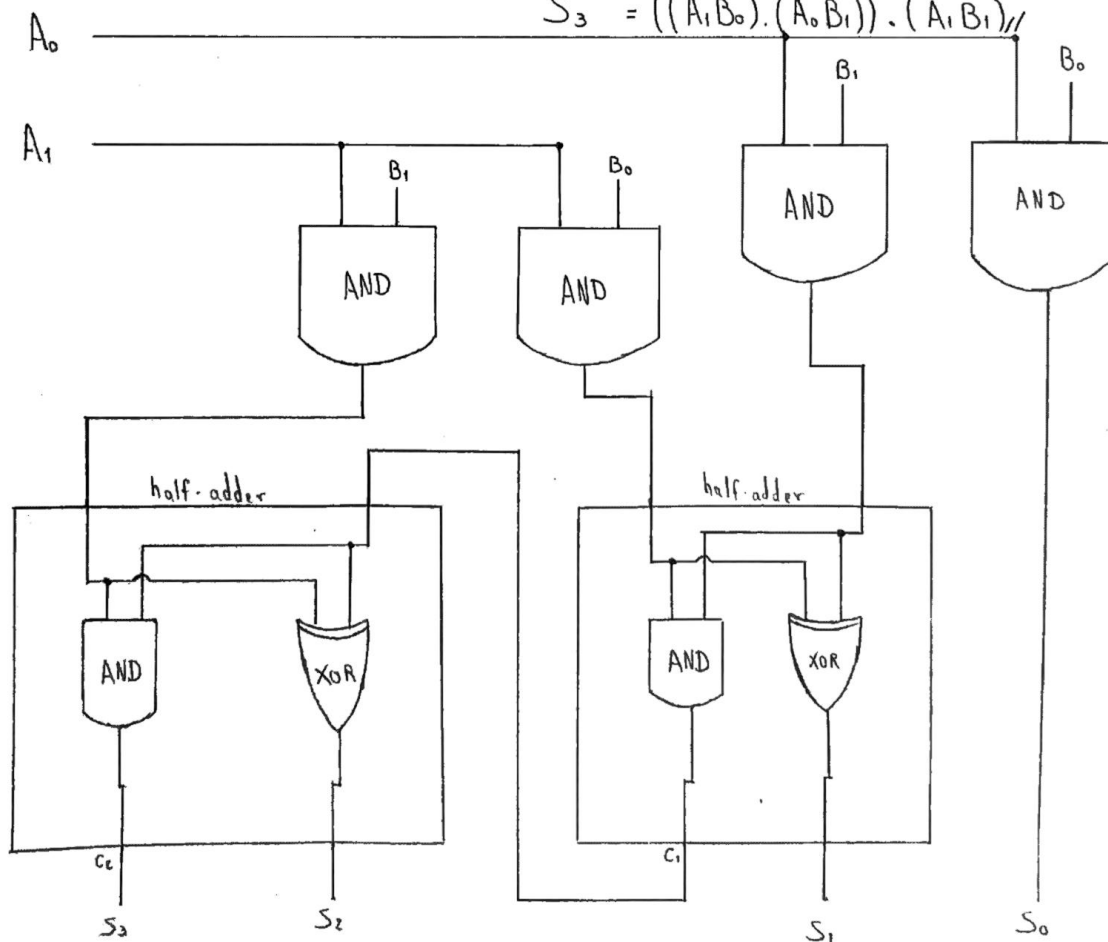 S₃ = ((A₁B₀).(A₀B₁)).(A₁B₁)//
A₀
B₁
B₀
A₁
B₁
B₀
AND
AND
AND
AND
half-adder
half-adder
AND
XOR
AND
XOR
C₂
C₁
S₃
S₂
S₁
S₀